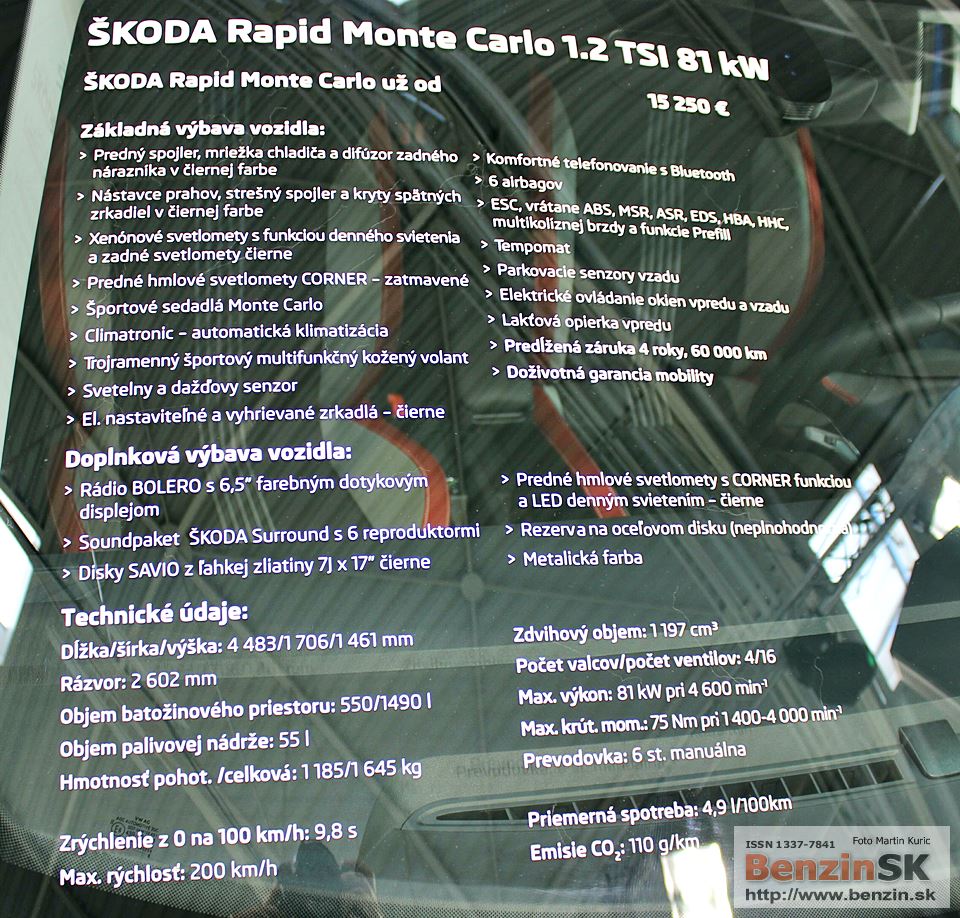 ŠKODA Rapid Monte Carlo 1.2 TSI 81 kW
ŠKODA Rapid Monte Carlo už od
15 250 €
Základná výbava vozidla:
> Predný spojler, mriežka chladiča a difúzor zadného
nárazníka v čiernej farbe
> Nástavce prahov, strešný spojler a kryty spätných
zrkadiel v čiernej farbe
> Xenónové svetlomety s funkciou denného svietenia
a zadné svetlomety čierne
> Predné hmlové svetlomety CORNER – zatmavené
> Športové sedadlá Monte Carlo
> Climatronic – automatická klimatizácia
> Trojramenný športový multifunkčný kožený volant
> Svetelny a dažďovy senzor
> El. nastaviteľné a vyhrievané zrkadlá – čierne
> Komfortné telefonovanie s Bluetooth
> 6 airbagov
> ESC, vrátane ABS, MSR, ASR, EDS, HBA, HHC,
multikolíznej brzdy a funkcie Prefill
> Tempomat
> Parkovacie senzory vzadu
> Elektrické ovládanie okien vpredu a vzadu
> Lakťová opierka vpredu
> Predĺžená záruka 4 roky, 60 000 km
> Doživotná garancia mobility
Doplnková výbava vozidla:
> Rádio BOLERO s 6,5” farebným dotykovým
displejom
> Soundpaket ŠKODA Surround s 6 reproduktormi
> Disky SAVIO z ľahkej zliatiny 7J x 17” čierne
> Predné hmlové svetlomety s CORNER funkciou
a LED denným svietením – čierne
> Rezerva na oceľovom disku
> Metalická farba
Technické údaje:
Dĺžka/šírka/výška: 4 483/1 706/1 461 mm
Rázvor: 2 602 mm
Objem batožinového priestoru: 550/1490 l
Objem palivovej nádrže: 55 l
Hmotnosť pohot. /celková: 1 185/1 645 kg
Zrýchlenie z 0 na 100 km/h: 9,8 s
Max. rýchlosť: 200 km/h
Zdvihový objem: 1 197 cm³
Počet valcov/počet ventilov: 4/16
Max. výkon: 81 kW pri 4 600 min⁻¹
Max. krút. mom.: 75 Nm pri 1 400-4 000 min⁻¹
Prevodovka: 6 st. manuálna
Priemerná spotreba: 4,9 l/100km
Emisie CO₂: 110 g/km
ISSN 1337-7841 Foto Martin Kuric
BenzinSK
http://www.benzin.sk